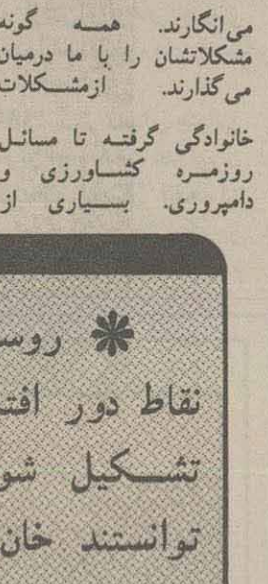 می‌انگارند. همه گونه
مشکلاتشان را با ما درمیان
می‌گذارند. ازمشکلات
خانوادگی گرفته تا مسائل
روزمره کشاورزی و
دامپروری. بسیاری از
❋ روس
نقاط دور افت
تشکیل شو
توانستند خان